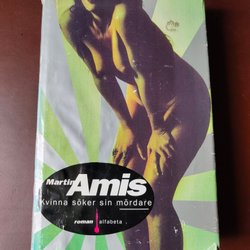 Martin
Amis
Kvinna söker sin mördare
roman alfabeta